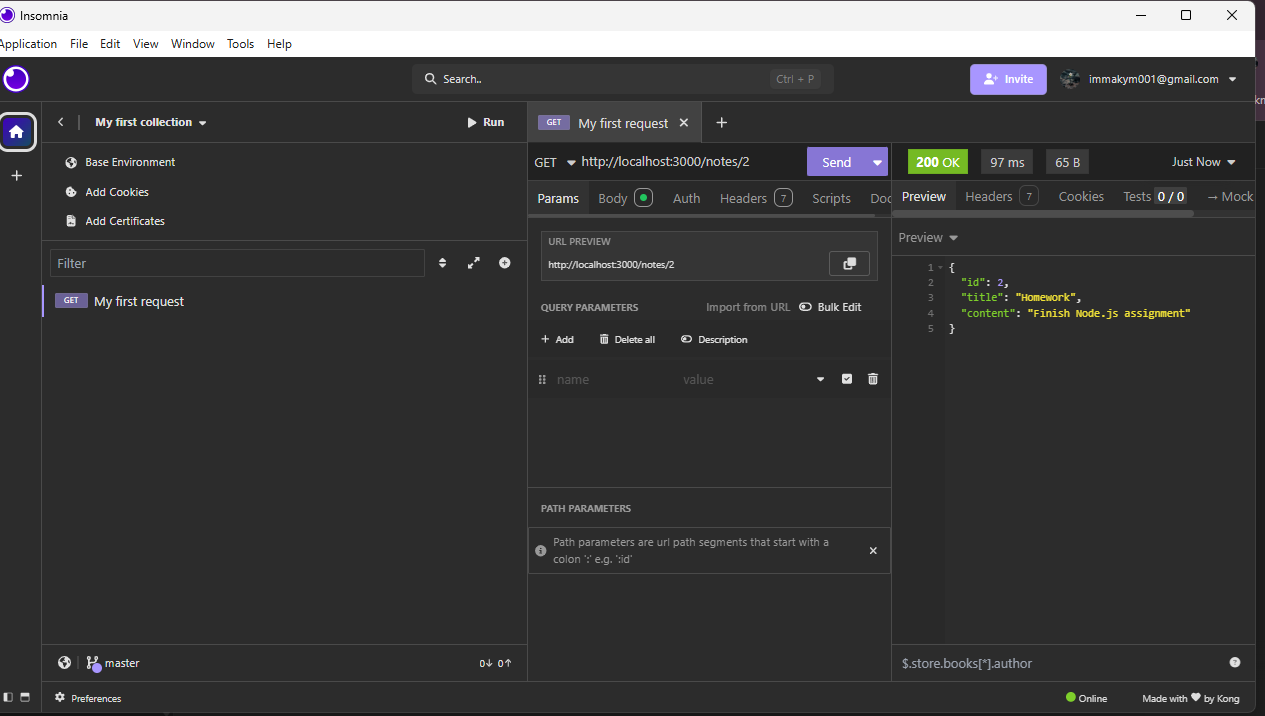 Insomnia
Application File Edit View Window Tools Help
Search.. Ctrl + P
Invite
immakym001@gmail.com
My first collection
Run
Base Environment
Add Cookies
Add Certificates
Filter
GET My first request
master
0↓ 0↑
GET My first request
GET http://localhost:3000/notes/2 Send
Params Body Auth Headers 7 Scripts Doc
URL PREVIEW
http://localhost:3000/notes/2
QUERY PARAMETERS Import from URL Bulk Edit
+ Add Delete all Description
name value
PATH PARAMETERS
Path parameters are url path segments that start with a
colon ':' e.g. ':id'
200 OK 97 ms 65 B Just Now
Preview Headers 7 Cookies Tests 0 / 0 → Mock
Preview
1 {
2 "id": 2,
3 "title": "Homework",
4 "content": "Finish Node.js assignment"
5 }
$.store.books[*].author
Preferences
Online Made with ♥ by Kong